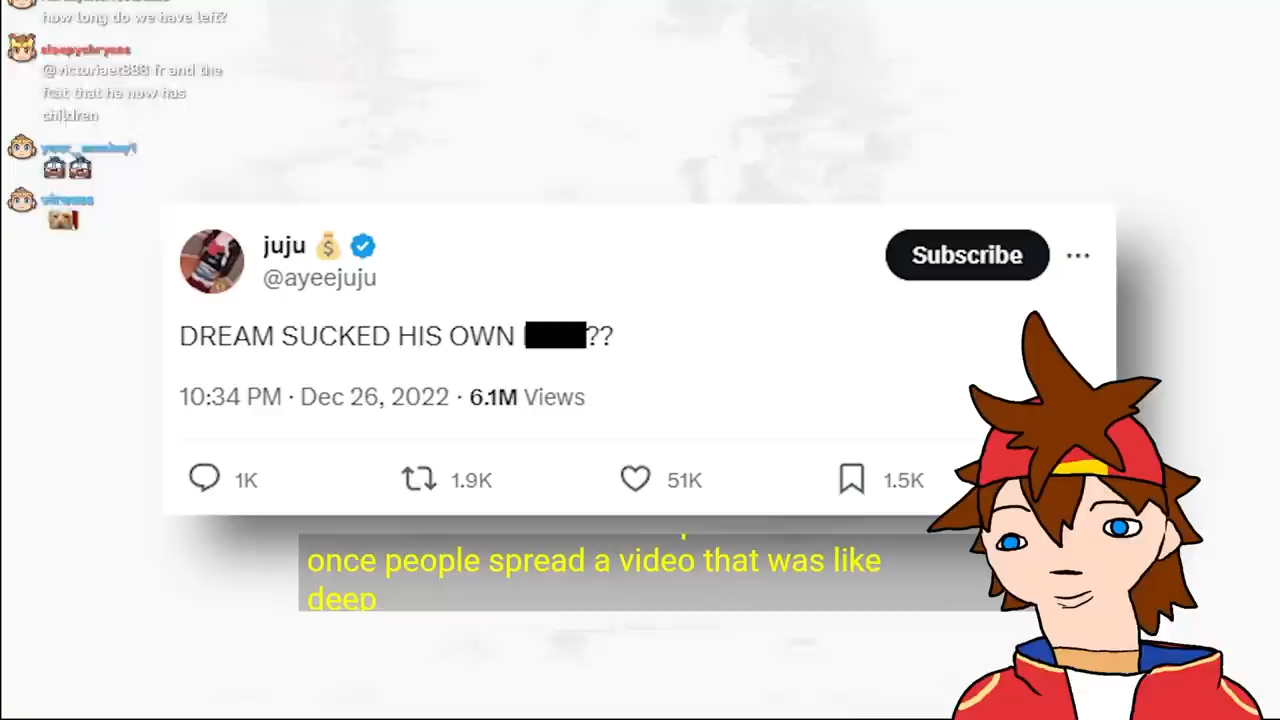 how long do we have left?
sleepychryses
@victoriaet888 fr and the
fcat that he now has
children
juju
@ayeejuju
Subscribe
DREAM SUCKED HIS OWN ??
10:34 PM · Dec 26, 2022 · 6.1M Views
1K
1.9K
51K
1.5K
once people spread a video that was like
deep